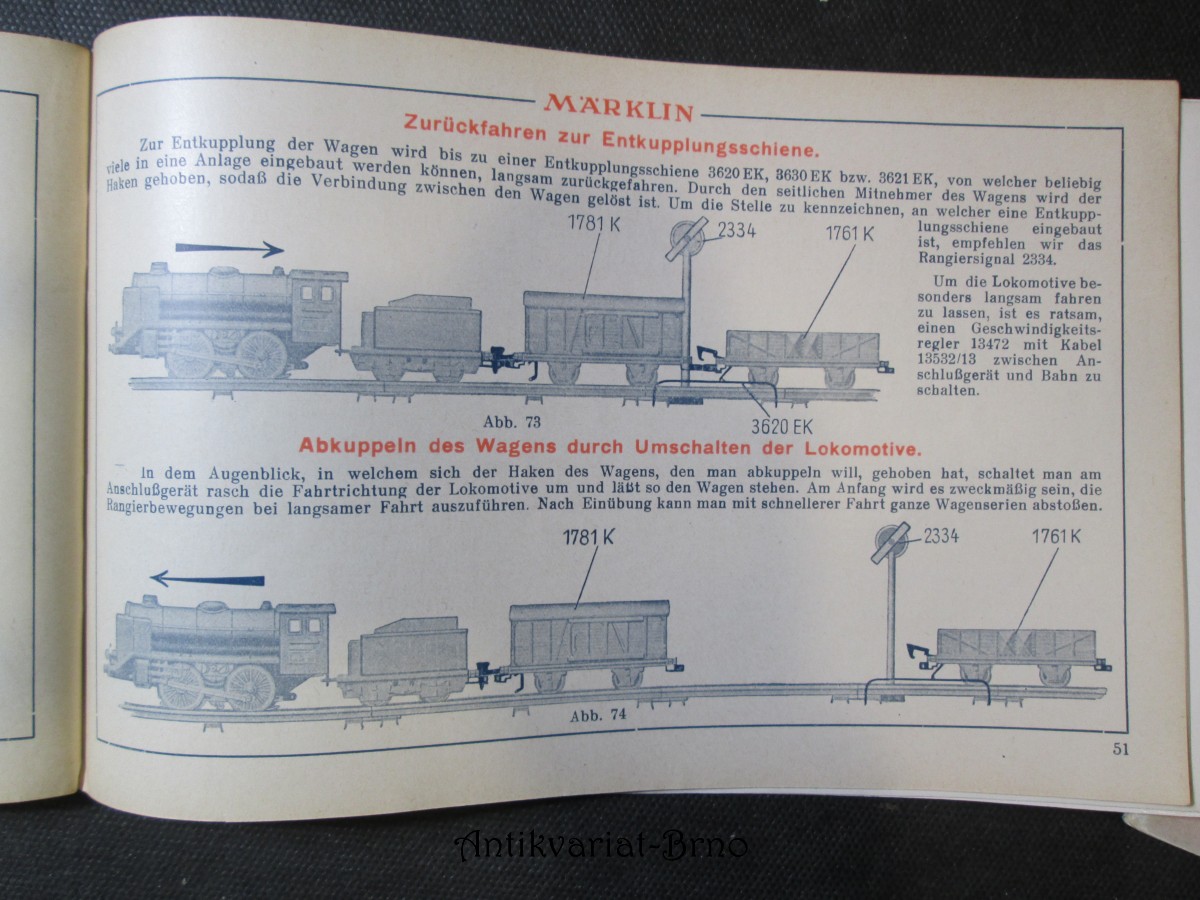 MÄRKLIN
Zurückfahren zur Entkupplungsschiene.
Zur Entkupplung der Wagen wird bis zu einer Entkupplungsschiene 3620 EK, 3630 EK bzw. 3621 EK, von welcher beliebig
viele in eine Anlage eingebaut werden können, langsam zurückgefahren. Durch den seitlichen Mitnehmer des Wagens wird der
Haken gehoben, sodaß die Verbindung zwischen den Wagen gelöst ist. Um die Stelle zu kennzeichnen, an welcher eine Entkupp-
lungsschiene eingebaut
ist, empfehlen wir das
Rangiersignal 2334.
Um die Lokomotive be-
sonders langsam fahren
zu lassen, ist es ratsam,
einen Geschwindigkeits-
regler 13472 mit Kabel
13532/13 zwischen An-
schlußgerät und Bahn zu
schalten.
1781 K
2334
1761 K
3620 EK
Abb. 73
Abkuppeln des Wagens durch Umschalten der Lokomotive.
In dem Augenblick, in welchem sich der Haken des Wagens, den man abkuppeln will, gehoben hat, schaltet man am
Anschlußgerät rasch die Fahrtrichtung der Lokomotive um und läßt so den Wagen stehen. Am Anfang wird es zweckmäßig sein, die
Rangierbewegungen bei langsamer Fahrt auszuführen. Nach Einübung kann man mit schnellerer Fahrt ganze Wagenserien abstoßen.
1781 K
2334
1761 K
Abb. 74
51
Antikvariat-Brno